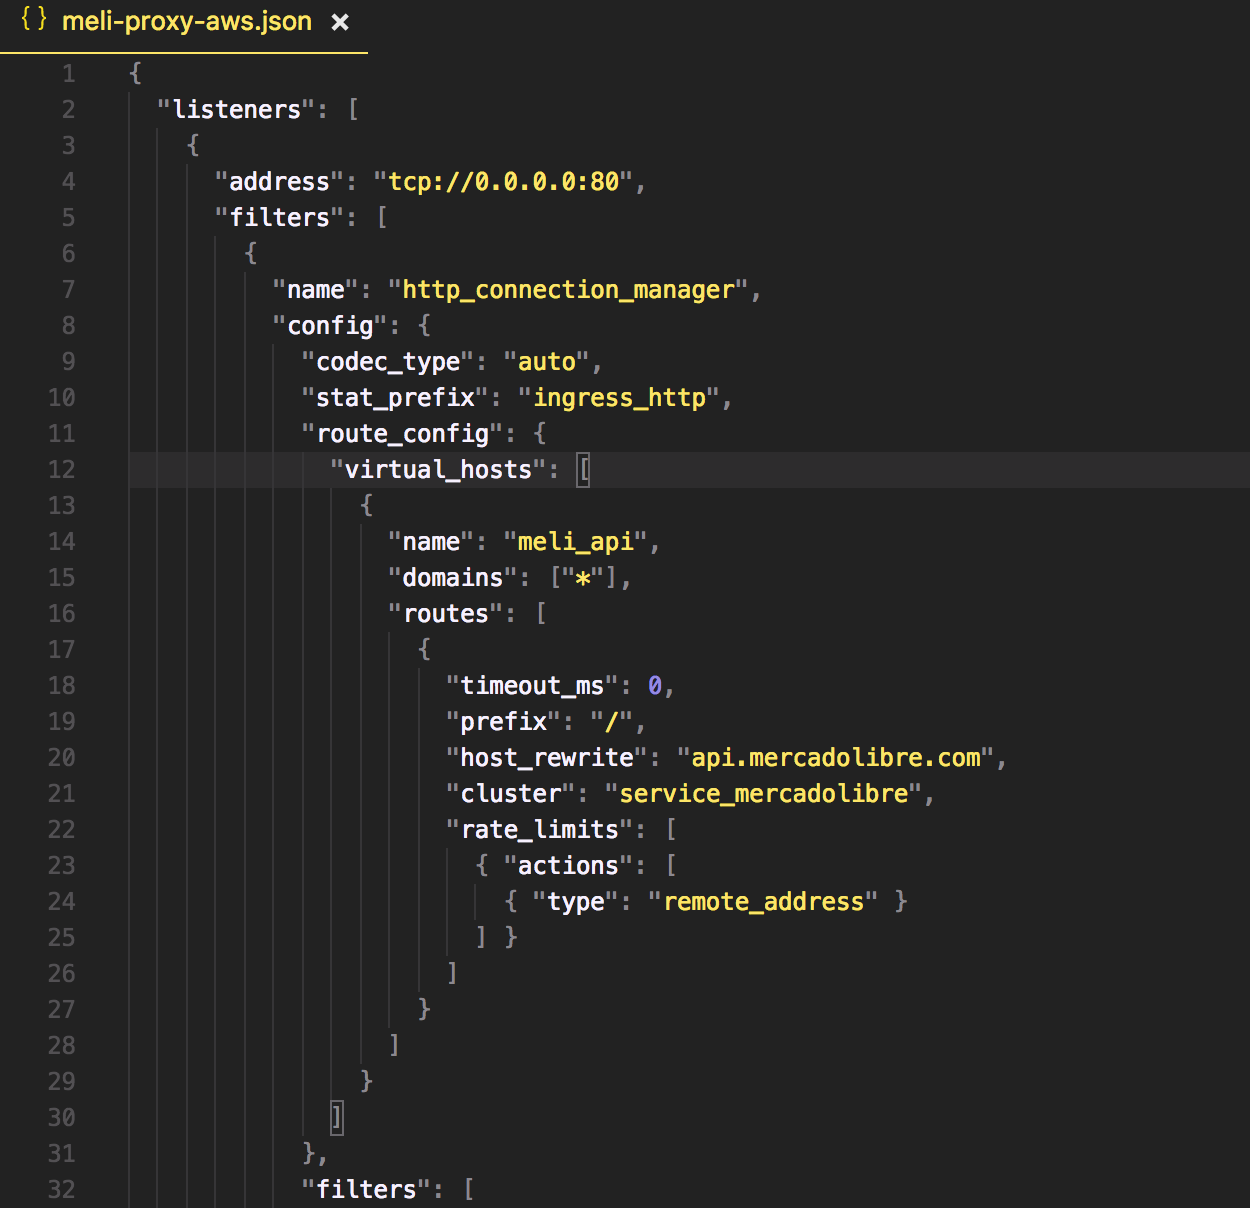 {} meli-proxy-aws.json ×
1 {
2 "listeners": [
3 {
4 "address": "tcp://0.0.0.0:80",
5 "filters": [
6 {
7 "name": "http_connection_manager",
8 "config": {
9 "codec_type": "auto",
10 "stat_prefix": "ingress_http",
11 "route_config": {
12 "virtual_hosts": [
13 {
14 "name": "meli_api",
15 "domains": ["*"],
16 "routes": [
17 {
18 "timeout_ms": 0,
19 "prefix": "/",
20 "host_rewrite": "api.mercadolibre.com",
21 "cluster": "service_mercadolibre",
22 "rate_limits": [
23 { "actions": [
24 { "type": "remote_address" }
25 ] }
26 ]
27 }
28 ]
29 }
30 ]
31 },
32 "filters": [